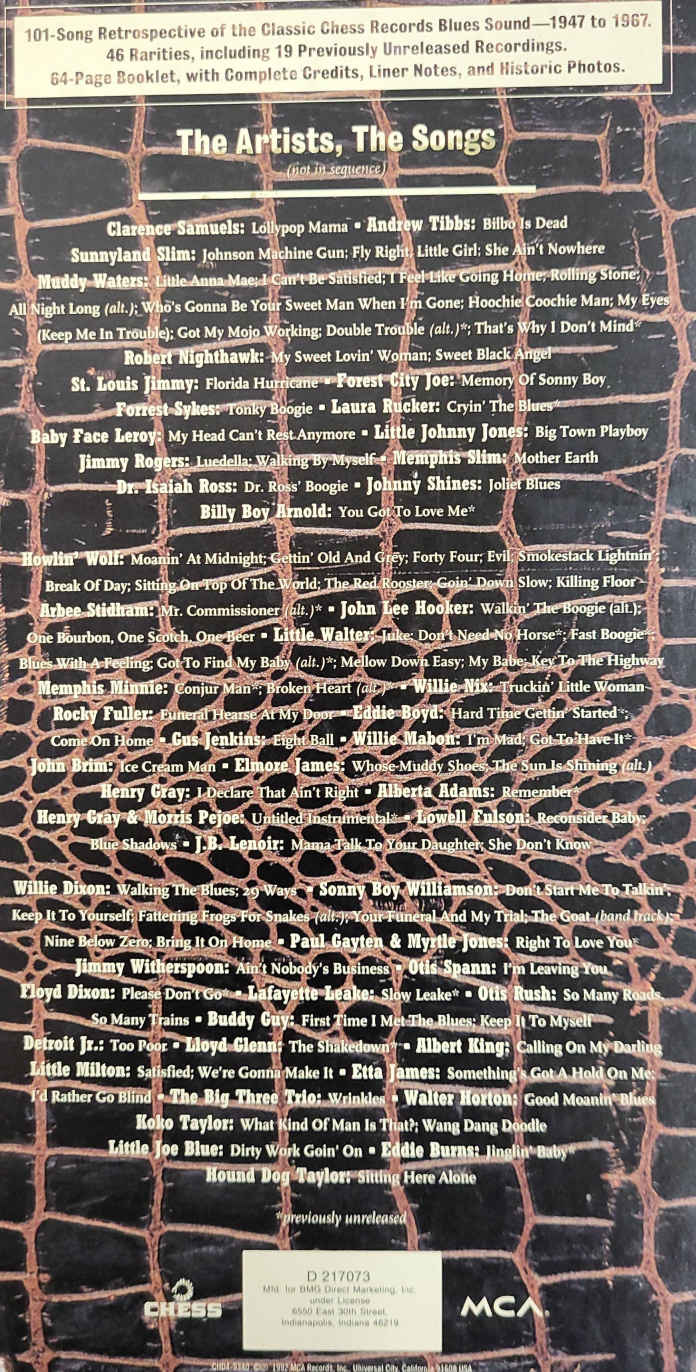 101-Song Retrospective of the Classic Chess Records Blues Sound—1947 to 1967.
46 Rarities, including 19 Previously Unreleased Recordings.
64-Page Booklet, with Complete Credits, Liner Notes, and Historic Photos.
The Artists, The Songs
(not in sequence)
Clarence Samuels: Lollypop Mama ▪ Andrew Tibbs: Bilbo Is Dead
Sunnyland Slim: Johnson Machine Gun; Fly Right, Little Girl; She Ain't Nowhere
Muddy Waters: Little Anna Mae; I Can't Be Satisfied; I Feel Like Going Home; Rolling Stone;
All Night Long (alt.); Who's Gonna Be Your Sweet Man When I'm Gone; Hoochie Coochie Man; My Eyes
(Keep Me In Trouble); Got My Mojo Working; Double Trouble (alt.)*; That's Why I Don't Mind*
Robert Nighthawk: My Sweet Lovin' Woman; Sweet Black Angel
St. Louis Jimmy: Florida Hurricane ▪ Forest City Joe: Memory Of Sonny Boy
Forrest Sykes: Tonky Boogie ▪ Laura Rucker: Cryin' The Blues*
Baby Face Leroy: My Head Can't Rest Anymore ▪ Little Johnny Jones: Big Town Playboy
Jimmy Rogers: Luedella; Walking By Myself ▪ Memphis Slim: Mother Earth
Dr. Isaiah Ross: Dr. Ross' Boogie ▪ Johnny Shines: Joliet Blues
Billy Boy Arnold: You Got To Love Me*
Howlin' Wolf: Moanin' At Midnight; Gettin' Old And Grey; Forty Four; Evil; Smokestack Lightnin';
Break Of Day; Sitting On Top Of The World; The Red Rooster; Goin' Down Slow; Killing Floor
Arbee Stidham: Mr. Commissioner (alt.)* ▪ John Lee Hooker: Walkin' The Boogie (alt.);
One Bourbon, One Scotch, One Beer ▪ Little Walter: Juke; Don't Need No Horse*; Fast Boogie*;
Blues With A Feeling; Got To Find My Baby (alt.)*; Mellow Down Easy; My Babe; Key To The Highway
Memphis Minnie: Conjur Man*; Broken Heart (alt.)* ▪ Willie Nix: Truckin' Little Woman
Rocky Fuller: Funeral Hearse At My Door ▪ Eddie Boyd: Hard Time Gettin' Started*;
Come On Home ▪ Gus Jenkins: Eight Ball ▪ Willie Mabon: I'm Mad; Got To Have It*
John Brim: Ice Cream Man ▪ Elmore James: Whose Muddy Shoes; The Sun Is Shining (alt.)
Henry Gray: I Declare That Ain't Right ▪ Alberta Adams: Remember*
Henry Gray & Morris Pejoe: Untitled Instrumental* ▪ Lowell Fulson: Reconsider Baby;
Blue Shadows ▪ J.B. Lenoir: Mama Talk To Your Daughter; She Don't Know
Willie Dixon: Walking The Blues; 29 Ways ▪ Sonny Boy Williamson: Don't Start Me To Talkin';
Keep It To Yourself; Fattening Frogs For Snakes (alt.); Your Funeral And My Trial; The Goat (band track);
Nine Below Zero; Bring It On Home ▪ Paul Gayten & Myrtle Jones: Right To Love You*
Jimmy Witherspoon: Ain't Nobody's Business ▪ Otis Spann: I'm Leaving You
Floyd Dixon: Please Don't Go* ▪ Lafayette Leake: Slow Leake* ▪ Otis Rush: So Many Roads,
So Many Trains ▪ Buddy Guy: First Time I Met The Blues; Keep It To Myself
Detroit Jr.: Too Poor ▪ Lloyd Glenn: The Shakedown* ▪ Albert King: Calling On My Darling
Little Milton: Satisfied; We're Gonna Make It ▪ Etta James: Something's Got A Hold On Me;
I'd Rather Go Blind ▪ The Big Three Trio: Wrinkles ▪ Walter Horton: Good Moanin' Blues
Koko Taylor: What Kind Of Man Is That?; Wang Dang Doodle
Little Joe Blue: Dirty Work Goin' On ▪ Eddie Burns: Jinglin' Baby*
Hound Dog Taylor: Sitting Here Alone
*previously unreleased
D 217073
Mfd. for BMG Direct Marketing, Inc.
under License
6550 East 30th Street,
Indianapolis, Indiana 46219
CHESS
MCA.
CHD4-9340 1992 MCA Records, Inc., Universal City, California 91608 USA